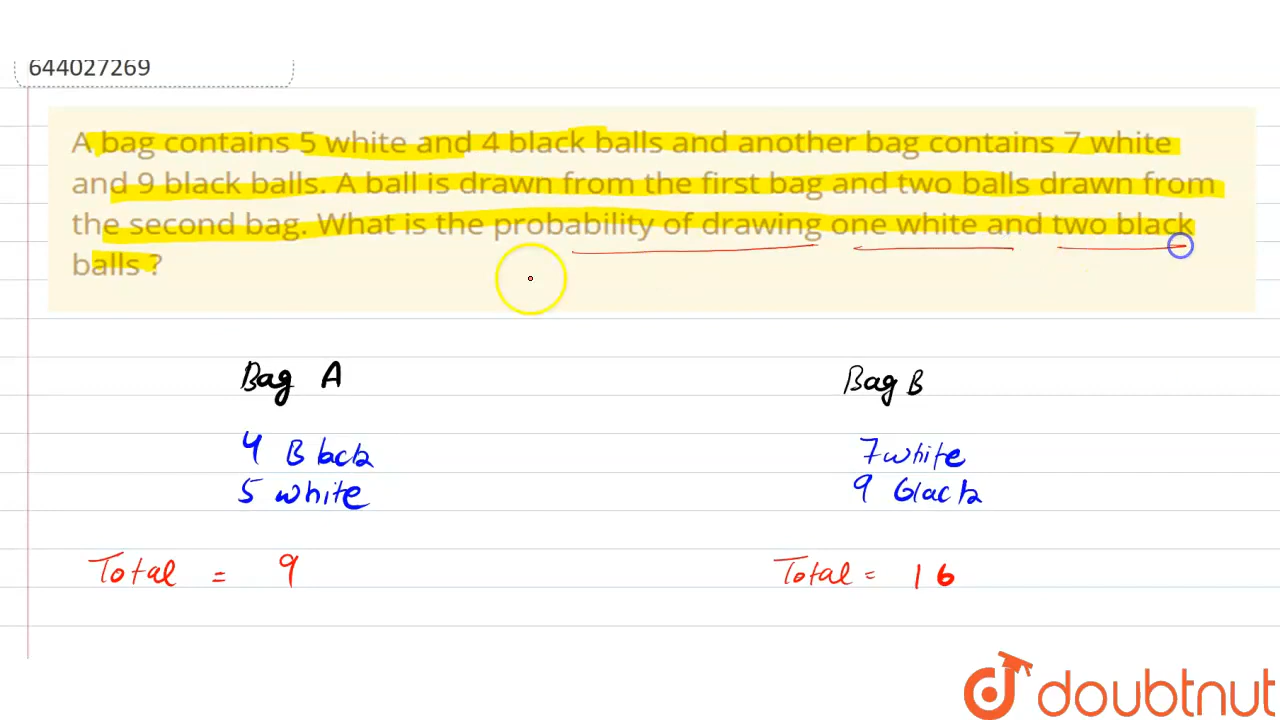 644027269
A bag contains 5 white and 4 black balls and another bag contains 7 white
and 9 black balls. A ball is drawn from the first bag and two balls drawn from
the second bag. What is the probability of drawing one white and two black
balls ?
Bag A Bag B
4 Black 7 white
5 white 9 black
Total = 9 Total = 16
doubtnut